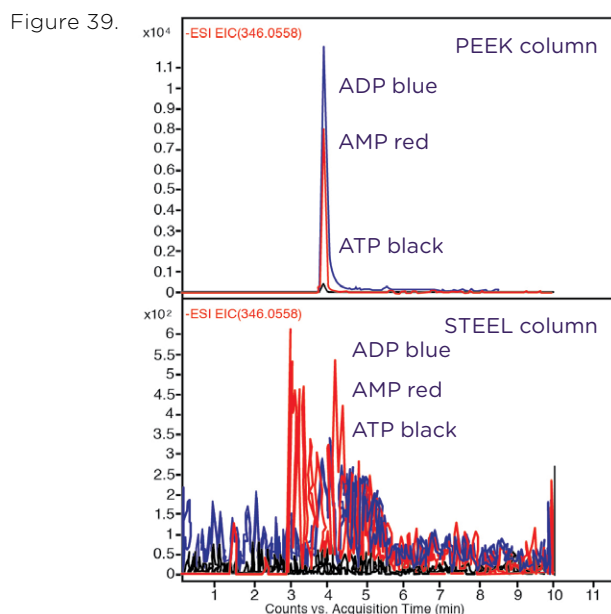 Figure 39.
x10⁴
-ESI EIC(346.0558)
PEEK column
1.1
1
0.9
0.8
0.7
0.6
0.5
0.4
0.3
0.2
0.1
0
ADP blue
AMP red
ATP black
x10²
-ESI EIC(346.0558)
STEEL column
6
5.5
5
4.5
4
3.5
3
2.5
2
1.5
1
0.5
0
ADP blue
AMP red
ATP black
1 2 3 4 5 6 7 8 9 10 11
Counts vs. Acquisition Time (min)